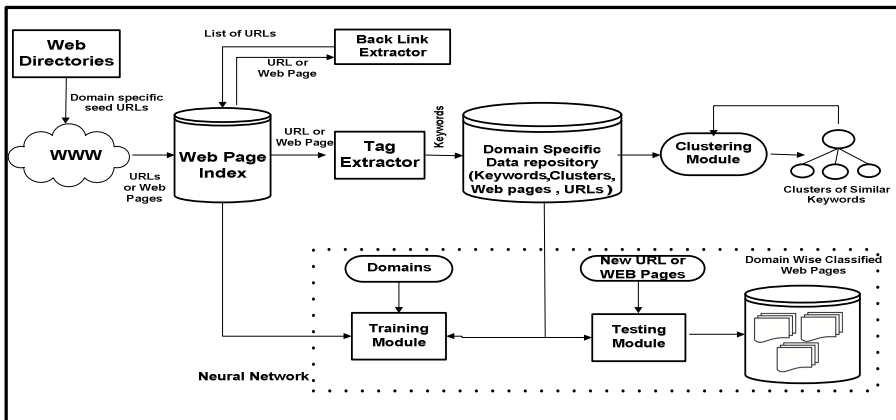 Web
Directories
Domain specific
seed URLs
WWW
URLs
or Web
Pages
List of URLs
URL or
Web Page
Back Link
Extractor
Web Page
Index
URL or
Web Page
Tag
Extractor
Keywords
Domain Specific
Data repository
(Keywords,Clusters,
Web pages , URLs )
Clustering
Module
Clusters of Similar
Keywords
Domains
Training
Module
New URL or
WEB Pages
Testing
Module
Domain Wise Classified
Web Pages
Neural Network